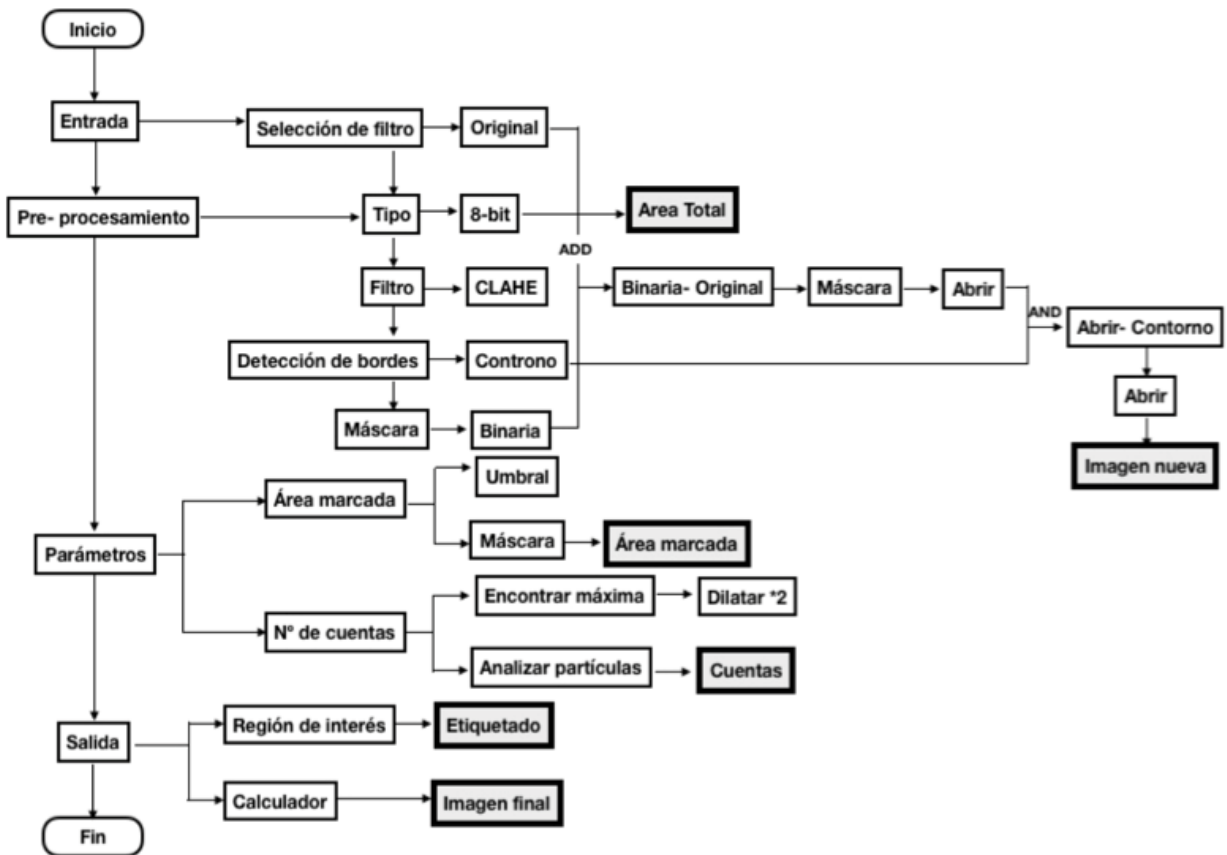 Inicio
Entrada
Selección de filtro
Original
Pre- procesamiento
Tipo
8-bit
Area Total
ADD
Filtro
CLAHE
Binaria- Original
Máscara
Abrir
AND
Abrir- Contorno
Detección de bordes
Controno
Abrir
Máscara
Binaria
Imagen nueva
Umbral
Área marcada
Máscara
Área marcada
Parámetros
Encontrar máxima
Dilatar *2
Nº de cuentas
Analizar partículas
Cuentas
Región de interés
Etiquetado
Salida
Calculador
Imagen final
Fin